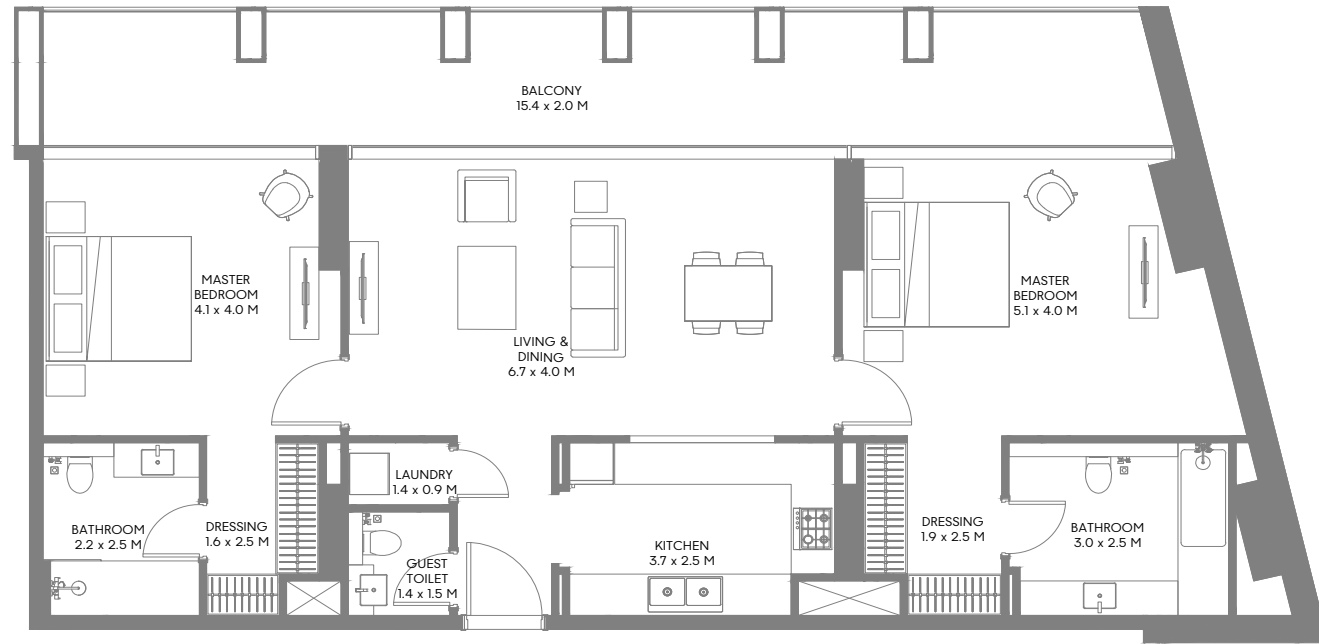 BALCONY
15.4 x 2.0 M
MASTER
BEDROOM
4.1 x 4.0 M
LIVING &
DINING
6.7 x 4.0 M
MASTER
BEDROOM
5.1 x 4.0 M
LAUNDRY
1.4 x 0.9 M
BATHROOM
2.2 x 2.5 M
DRESSING
1.6 x 2.5 M
GUEST
TOILET
1.4 x 1.5 M
KITCHEN
3.7 x 2.5 M
DRESSING
1.9 x 2.5 M
BATHROOM
3.0 x 2.5 M